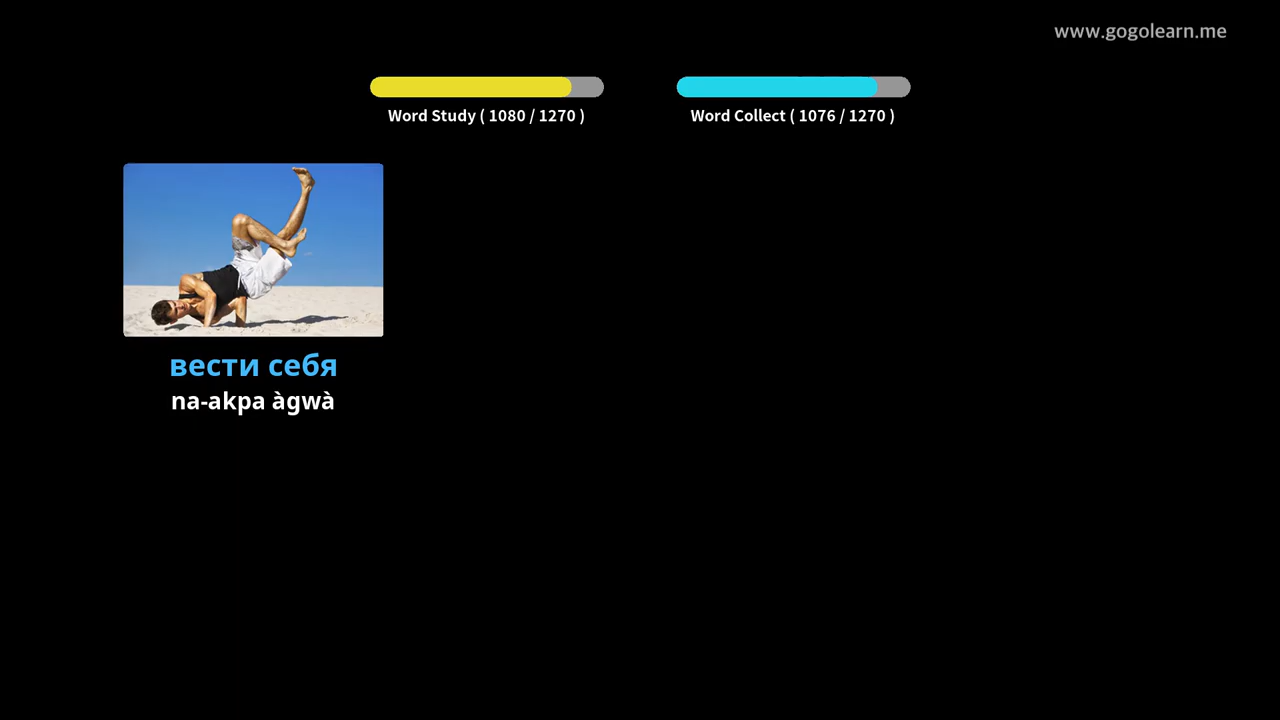 www.gogolearn.me
Word Study ( 1080 / 1270 )
Word Collect ( 1076 / 1270 )
вести себя
na-akpa àgwà